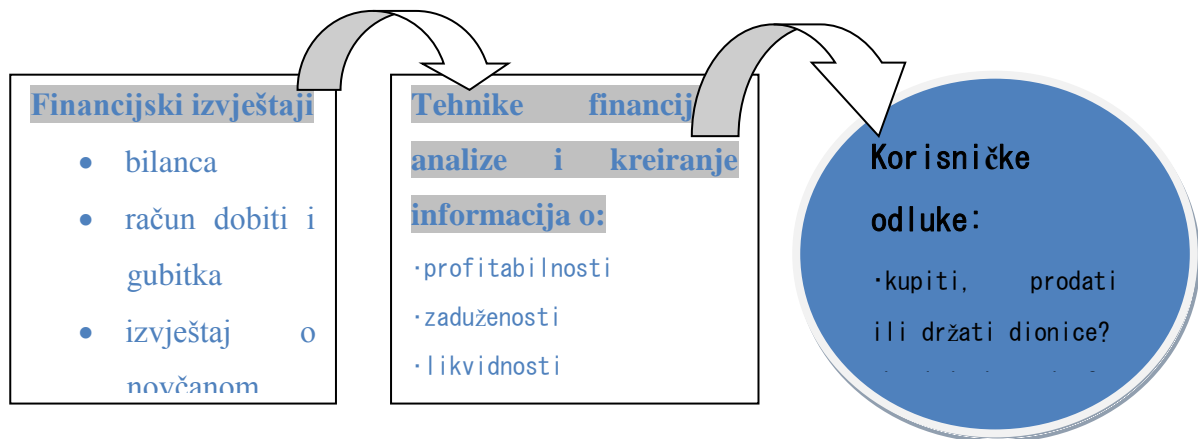 Financijski izvještaji
• bilanca
• račun dobiti i
gubitka
• izvještaj o
novčanom
Tehnike financij
analize i kreiranje
informacija o:
·profitabilnosti
·zaduženosti
·likvidnosti
Korisničke
odluke:
·kupiti, prodati
ili držati dionice?